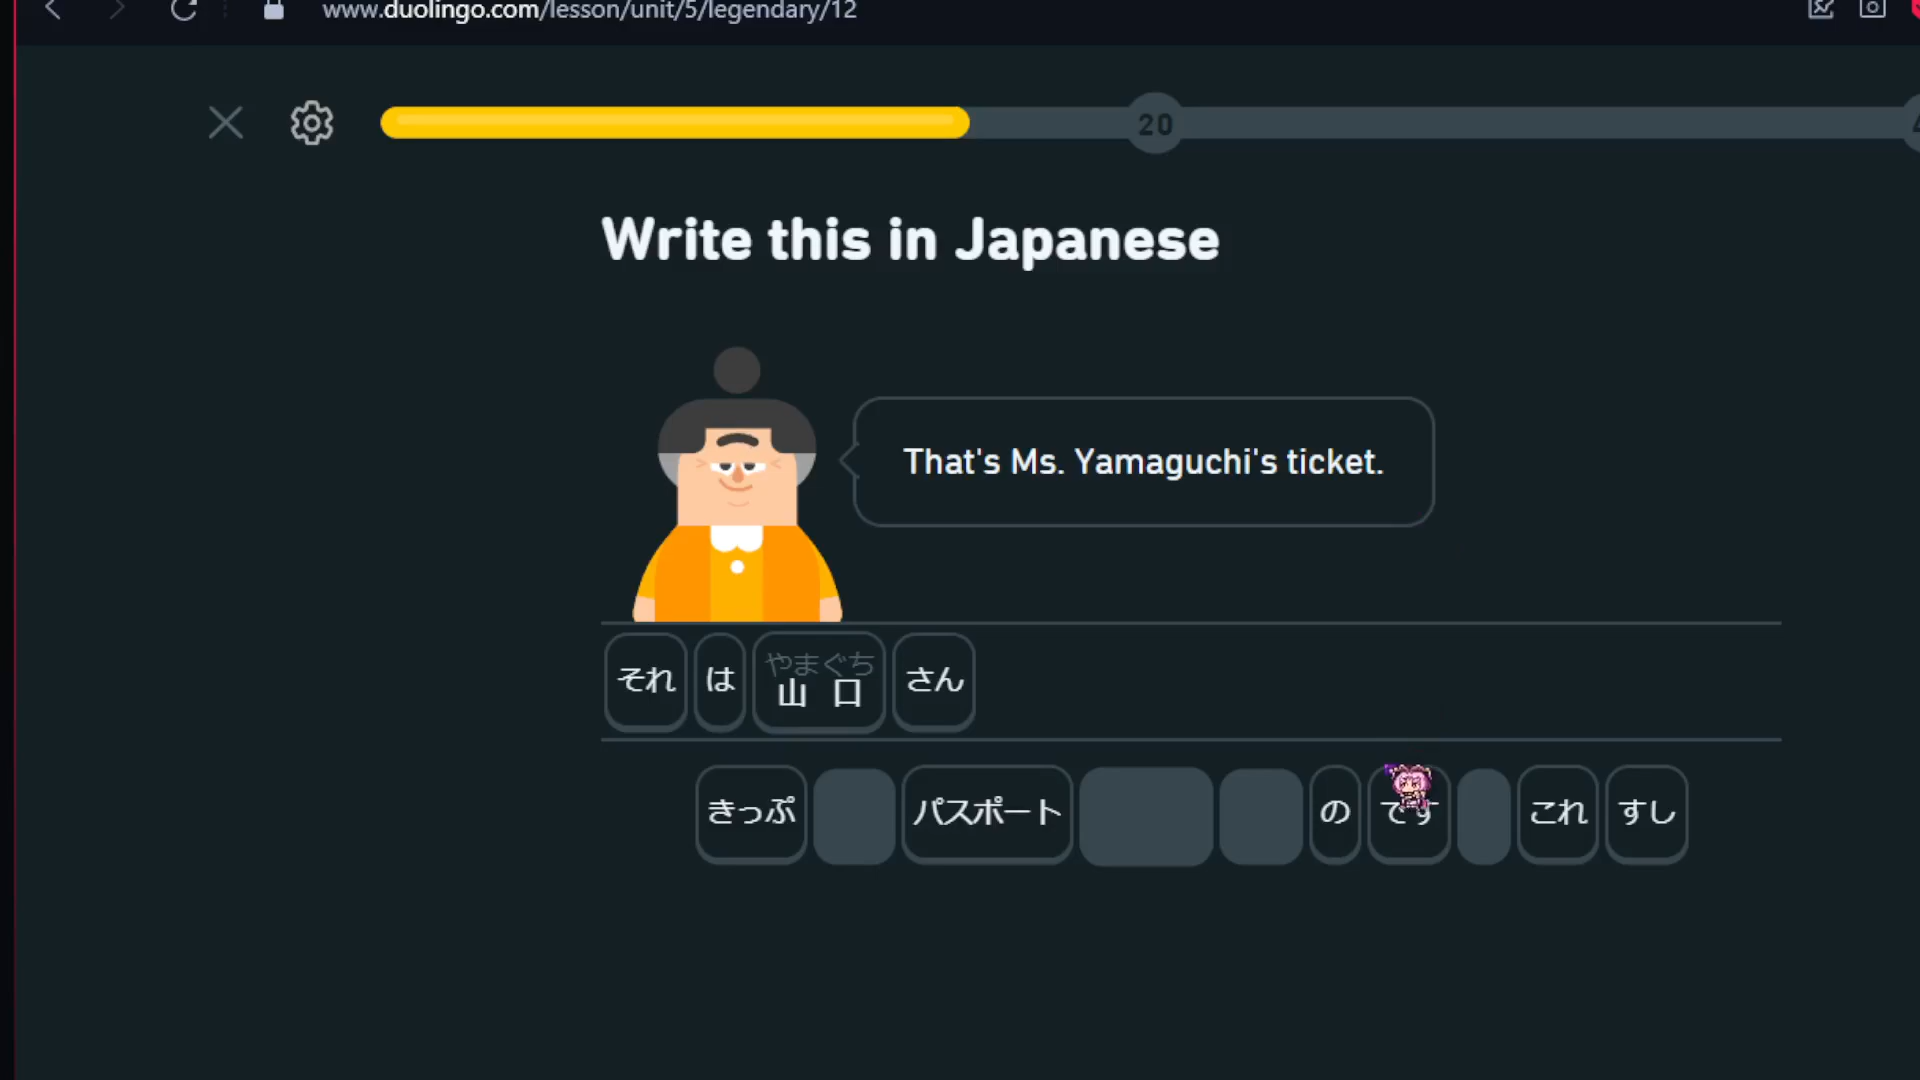 www.duolingo.com/lesson/unit/5/legendary/12
20
Write this in Japanese
That's Ms. Yamaguchi's ticket.
やまぐち
それ は 山口 さん
きっぷ パスポート の です これ すし